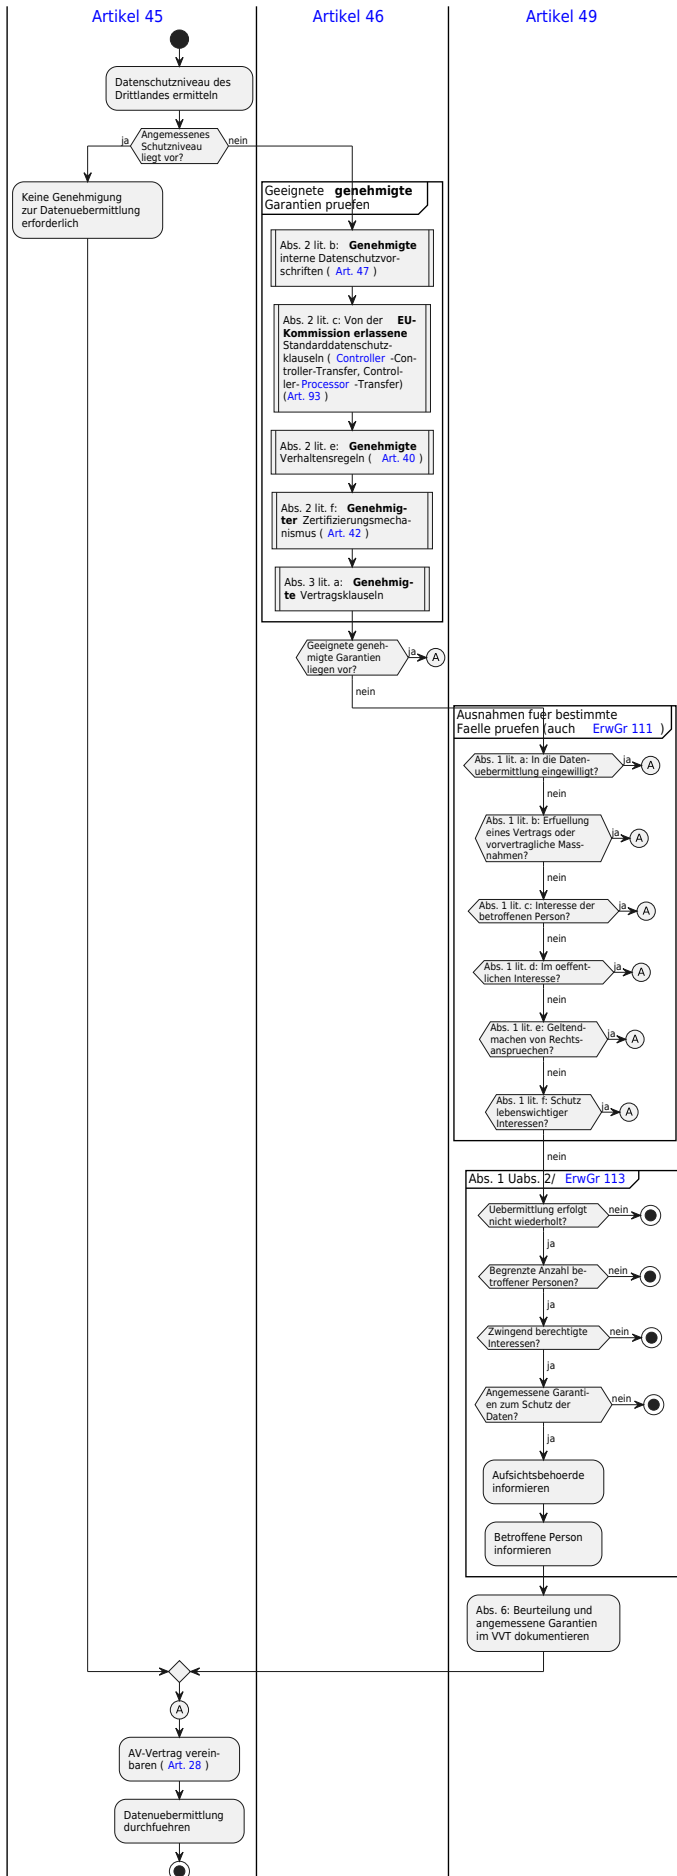 Artikel 45
Artikel 46
Artikel 49
Datenschutzniveau des
Drittlandes ermitteln
ja
Angemessenes
Schutzniveau
liegt vor?
nein
Keine Genehmigung
zur Datenuebermittlung
erforderlich
Geeignete genehmigte
Garantien pruefen
Abs. 2 lit. b: Genehmigte
interne Datenschutzvor-
schriften ( Art. 47 )
Abs. 2 lit. c: Von der EU-
Kommission erlassene
Standarddatenschutz-
klauseln ( Controller -Con-
troller-Transfer, Control-
ler- Processor -Transfer)
(Art. 93 )
Abs. 2 lit. e: Genehmigte
Verhaltensregeln ( Art. 40 )
Abs. 2 lit. f: Genehmig-
ter Zertifizierungsmecha-
nismus ( Art. 42 )
Abs. 3 lit. a: Genehmig-
te Vertragsklauseln
Geeignete geneh-
migte Garantien
liegen vor?
ja
A
nein
Ausnahmen fuer bestimmte
Faelle pruefen (auch ErwGr 111 )
Abs. 1 lit. a: In die Daten-
uebermittlung eingewilligt?
ja
A
nein
Abs. 1 lit. b: Erfuellung
eines Vertrags oder
vorvertragliche Mass-
nahmen?
ja
A
nein
Abs. 1 lit. c: Interesse der
betroffenen Person?
ja
A
nein
Abs. 1 lit. d: Im oeffent-
lichen Interesse?
ja
A
nein
Abs. 1 lit. e: Geltend-
machen von Rechts-
anspruechen?
ja
A
nein
Abs. 1 lit. f: Schutz
lebenswichtiger
Interessen?
ja
A
nein
Abs. 1 Uabs. 2/ ErwGr 113
Uebermittlung erfolgt
nicht wiederholt?
nein
ja
Begrenzte Anzahl be-
troffener Personen?
nein
ja
Zwingend berechtigte
Interessen?
nein
ja
Angemessene Garanti-
en zum Schutz der
Daten?
nein
ja
Aufsichtsbehoerde
informieren
Betroffene Person
informieren
Abs. 6: Beurteilung und
angemessene Garantien
im VVT dokumentieren
A
AV-Vertrag verein-
baren ( Art. 28 )
Datenuebermittlung
durchfuehren